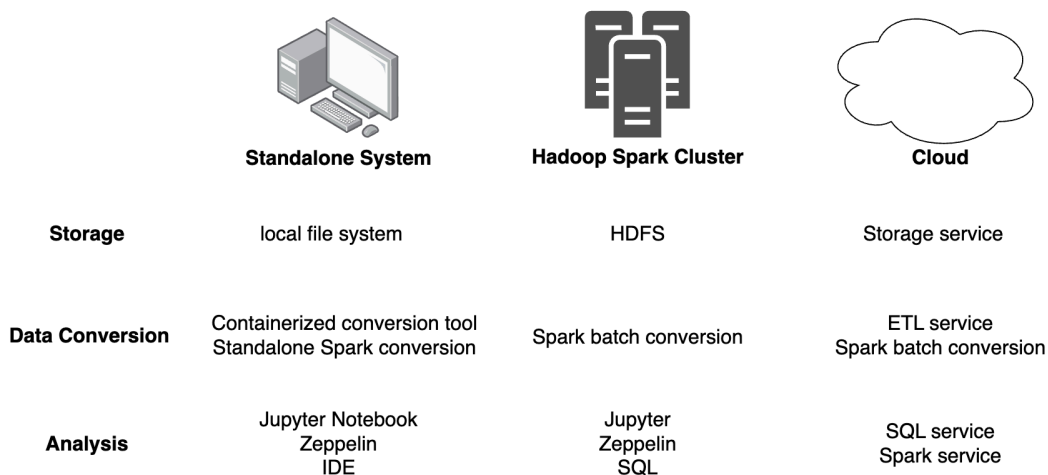 Standalone System
Hadoop Spark Cluster
Cloud
Storage
local file system
HDFS
Storage service
Data Conversion
Containerized conversion tool
Standalone Spark conversion
Spark batch conversion
ETL service
Spark batch conversion
Analysis
Jupyter Notebook
Zeppelin
IDE
Jupyter
Zeppelin
SQL
SQL service
Spark service